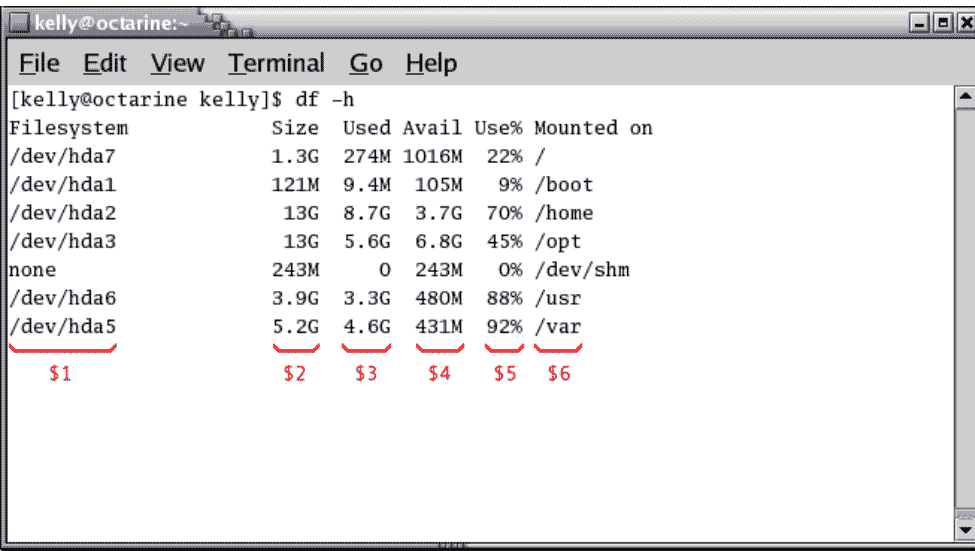 kelly@octarine:~
File Edit View Terminal Go Help
[kelly@octarine kelly]$ df -h
Filesystem Size Used Avail Use% Mounted on
/dev/hda7 1.3G 274M 1016M 22% /
/dev/hda1 121M 9.4M 105M 9% /boot
/dev/hda2 13G 8.7G 3.7G 70% /home
/dev/hda3 13G 5.6G 6.8G 45% /opt
none 243M 0 243M 0% /dev/shm
/dev/hda6 3.9G 3.3G 480M 88% /usr
/dev/hda5 5.2G 4.6G 431M 92% /var
$1 $2 $3 $4 $5 $6